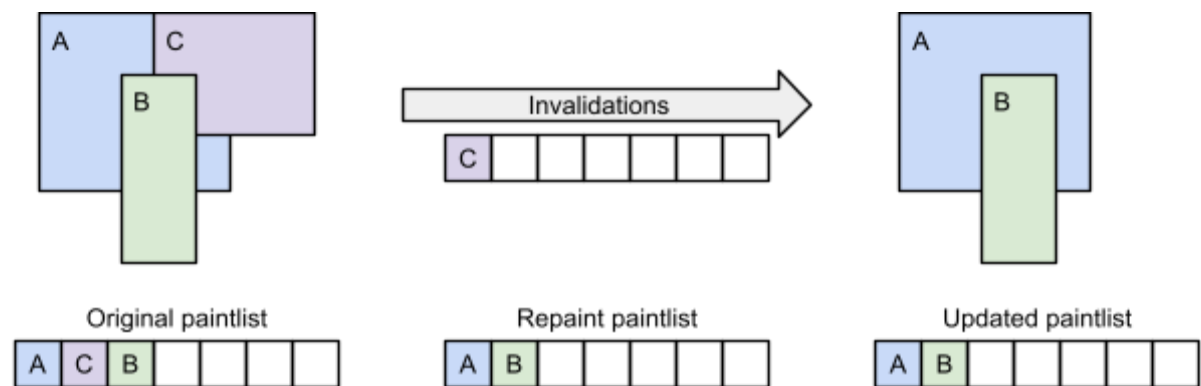 A C A
B Invalidations B
C
Original paintlist Repaint paintlist Updated paintlist
A C B A B A B